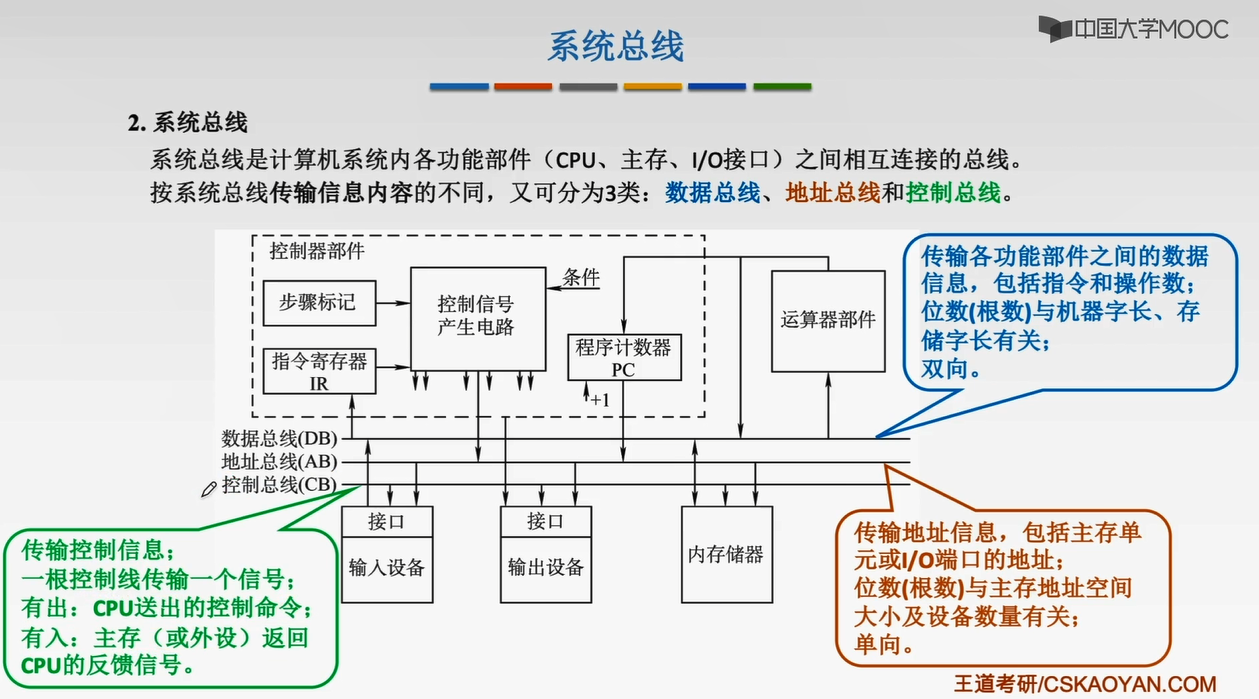 中国大学MOOC
系统总线
2. 系统总线
系统总线是计算机系统内各功能部件（CPU、主存、I/O接口）之间相互连接的总线。
按系统总线传输信息内容的不同，又可分为3类：数据总线、地址总线和控制总线。
控制器部件
步骤标记
控制信号
产生电路
条件
指令寄存器
IR
程序计数器
PC
+1
运算器部件
传输各功能部件之间的数据
信息，包括指令和操作数；
位数(根数)与机器字长、存
储字长有关；
双向。
数据总线(DB)
地址总线(AB)
控制总线(CB)
接口
输入设备
接口
输出设备
内存储器
传输控制信息；
一根控制线传输一个信号；
有出：CPU送出的控制命令；
有入：主存（或外设）返回
CPU的反馈信号。
传输地址信息，包括主存单
元或I/O端口的地址；
位数(根数)与主存地址空间
大小及设备数量有关；
单向。
王道考研/CSKAOYAN.COM